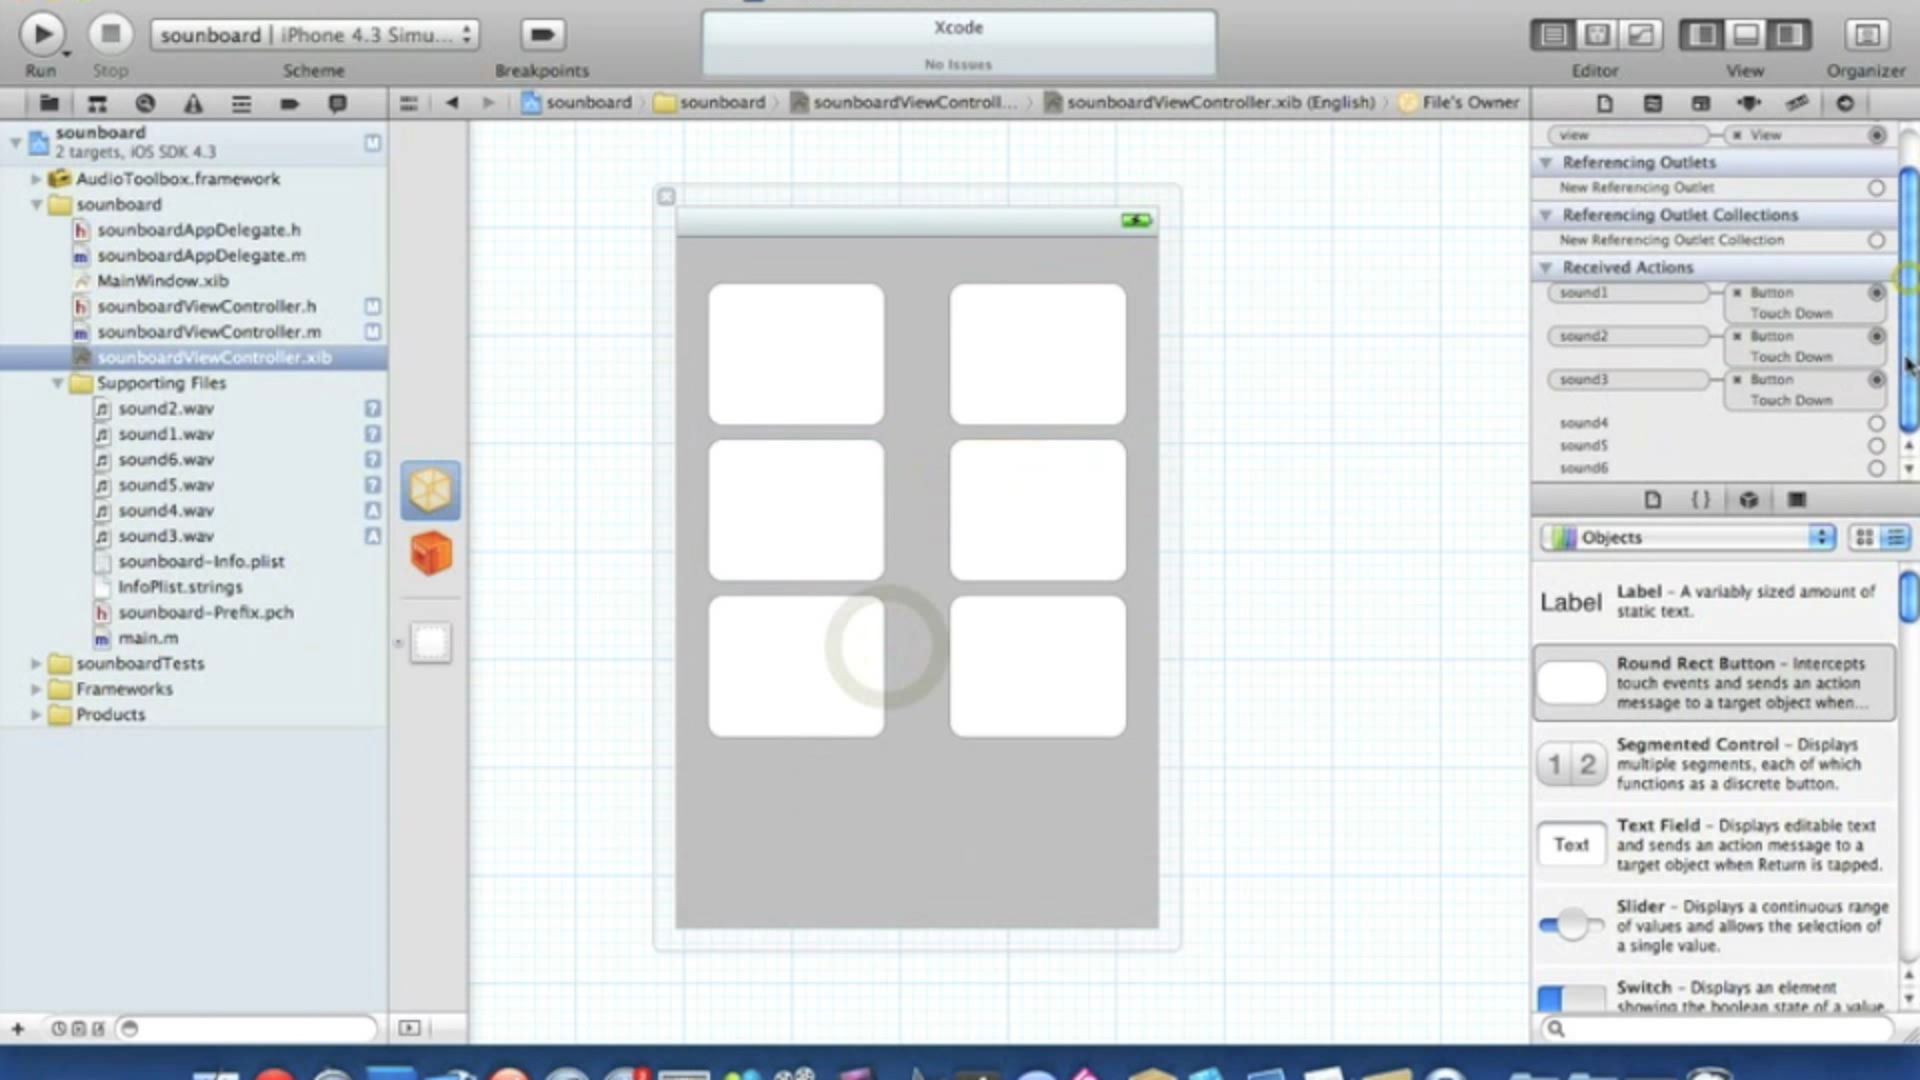 sounboard | iPhone 4.3 Simu...
Xcode
No Issues
Run
Stop
Scheme
Breakpoints
Editor
View
Organizer
sounboard
sounboard
sounboardViewControll...
sounboardViewController.xib (English)
File's Owner
sounboard
2 targets, iOS SDK 4.3
M
AudioToolbox.framework
sounboard
sounboardAppDelegate.h
sounboardAppDelegate.m
MainWindow.xib
sounboardViewController.h
M
sounboardViewController.m
M
sounboardViewController.xib
Supporting Files
sound2.wav
?
sound1.wav
?
sound6.wav
?
sound5.wav
?
sound4.wav
A
sound3.wav
A
sounboard-Info.plist
InfoPlist.strings
sounboard-Prefix.pch
main.m
sounboardTests
Frameworks
Products
view
View
Referencing Outlets
New Referencing Outlet
Referencing Outlet Collections
New Referencing Outlet Collection
Received Actions
sound1
Button
Touch Down
sound2
Button
Touch Down
sound3
Button
Touch Down
sound4
sound5
sound6
{ }
Objects
Label
Label - A variably sized amount of
static text.
Round Rect Button - Intercepts
touch events and sends an action
message to a target object when...
1 2
Segmented Control - Displays
multiple segments, each of which
functions as a discrete button.
Text
Text Field - Displays editable text
and sends an action message to a
target object when Return is tapped.
Slider - Displays a continuous range
of values and allows the selection of
a single value.
Switch - Displays an element
showing the boolean state of a value